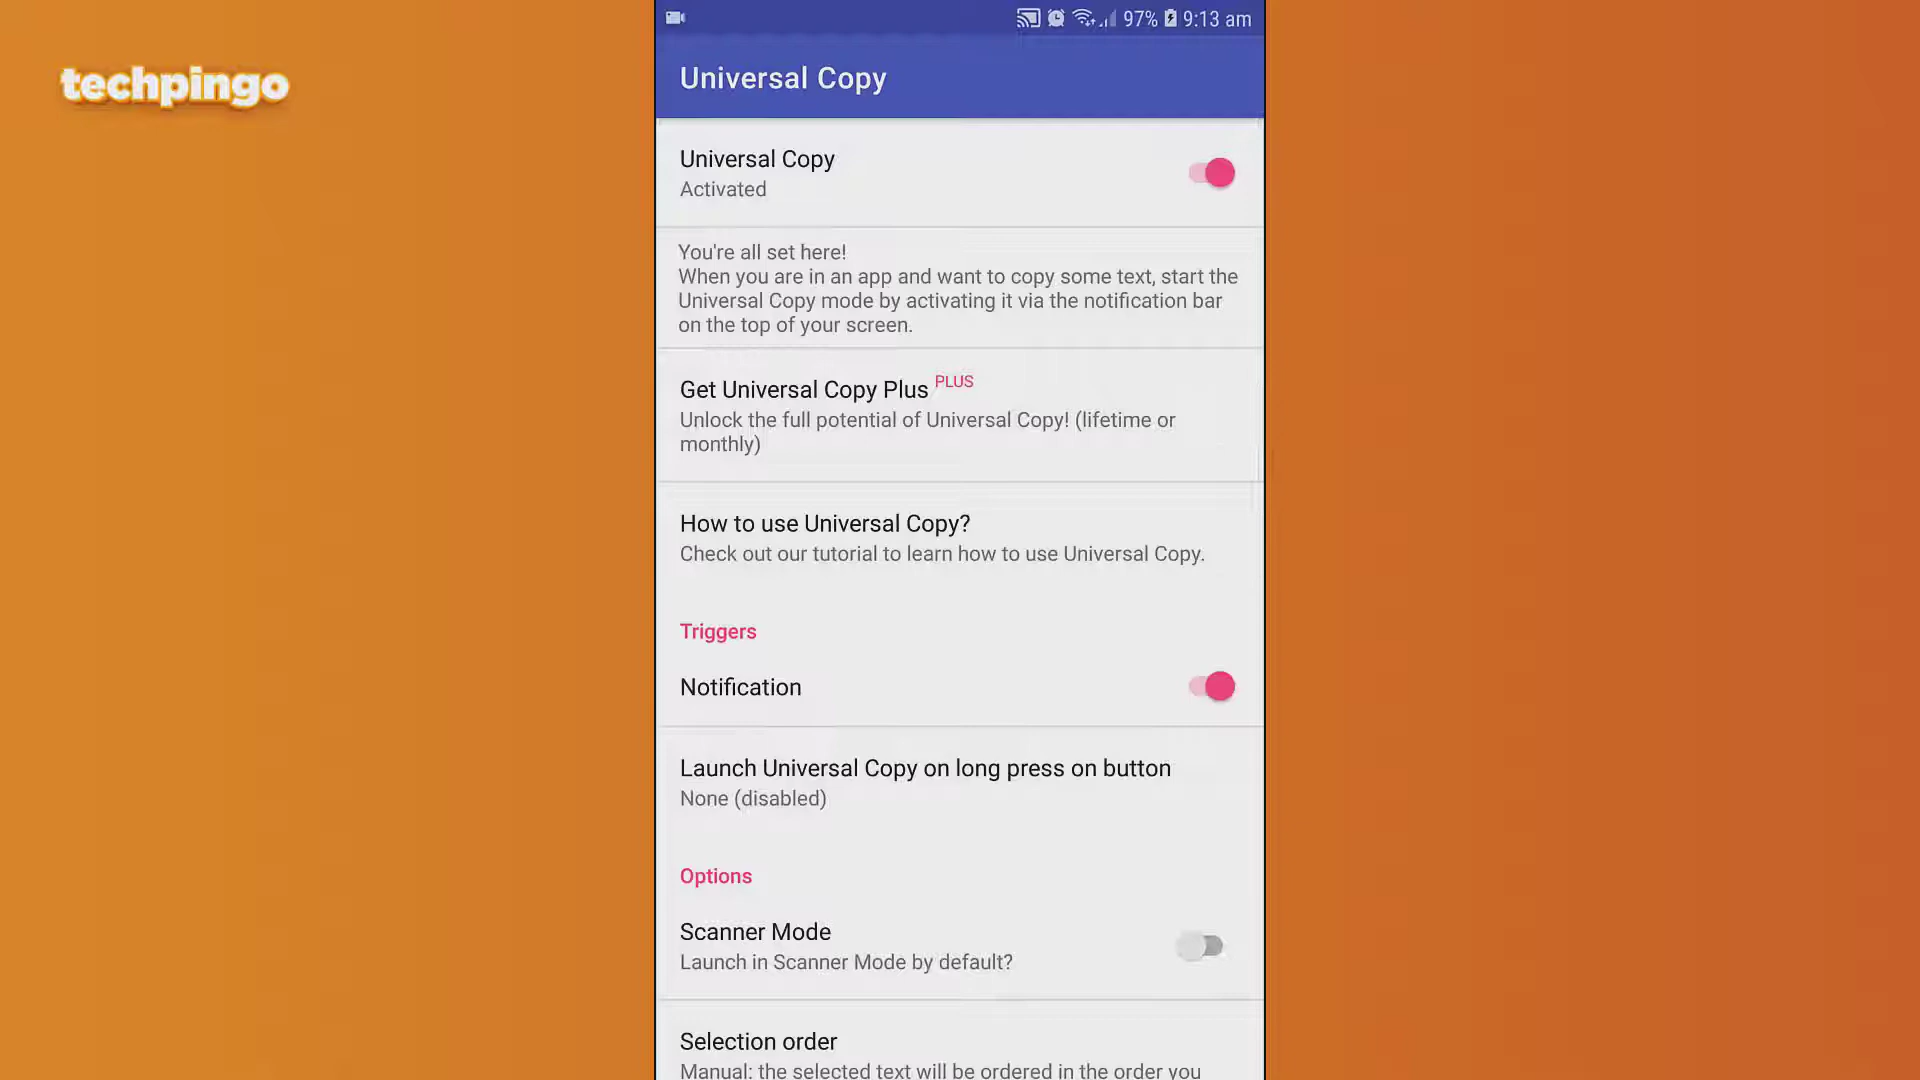 techpingo
97% 9:13 am
Universal Copy
Universal Copy
Activated
You're all set here!
When you are in an app and want to copy some text, start the
Universal Copy mode by activating it via the notification bar
on the top of your screen.
Get Universal Copy Plus PLUS
Unlock the full potential of Universal Copy! (lifetime or
monthly)
How to use Universal Copy?
Check out our tutorial to learn how to use Universal Copy.
Triggers
Notification
Launch Universal Copy on long press on button
None (disabled)
Options
Scanner Mode
Launch in Scanner Mode by default?
Selection order
Manual: the selected text will be ordered in the order you